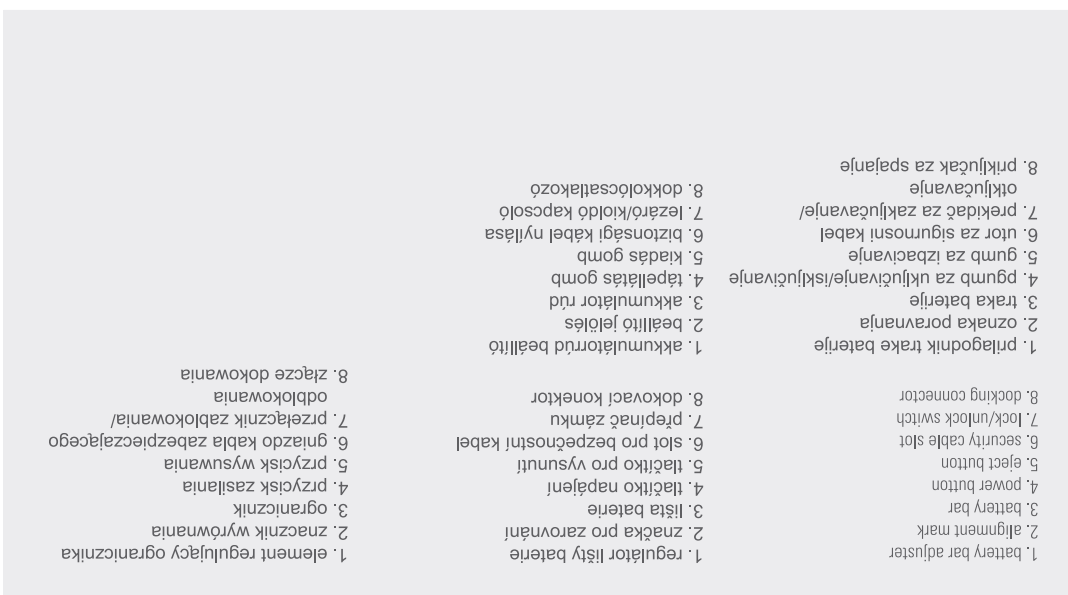 1. battery bar adjuster
2. alignment mark
3. battery bar
4. power button
5. eject button
6. security cable slot
7. lock/unlock switch
8. docking connector
1. regulátor lišty baterie
2. značka pro zarovnání
3. lišta baterie
4. tlačítko napájení
5. tlačítko pro vysunutí
6. slot pro bezpečnostní kabel
7. přepínač zámku
8. dokovací konektor
1. element regulujący ogranicznika
2. znacznik wyrównania
3. ogranicznik
4. przycisk zasilania
5. przycisk wysuwania
6. gniazdo kabla zabezpieczającego
7. przełącznik zablokowania/
odblokowania
8. złącze dokowania
1. prilagodnik trake baterije
2. oznaka poravnanja
3. traka baterije
4. pgumb za uključivanje/isključivanje
5. gumb za izbacivanje
6. utor za sigurnosni kabel
7. prekidač za zaključavanje/
otključavanje
8. priključak za spajanje
1. akkumulátorrúd beállító
2. beállító jelölés
3. akkumulátor rúd
4. tápellátás gomb
5. kiadás gomb
6. biztonsági kábel nyílása
7. lezáró/kioldó kapcsoló
8. dokkolócsatlakozó